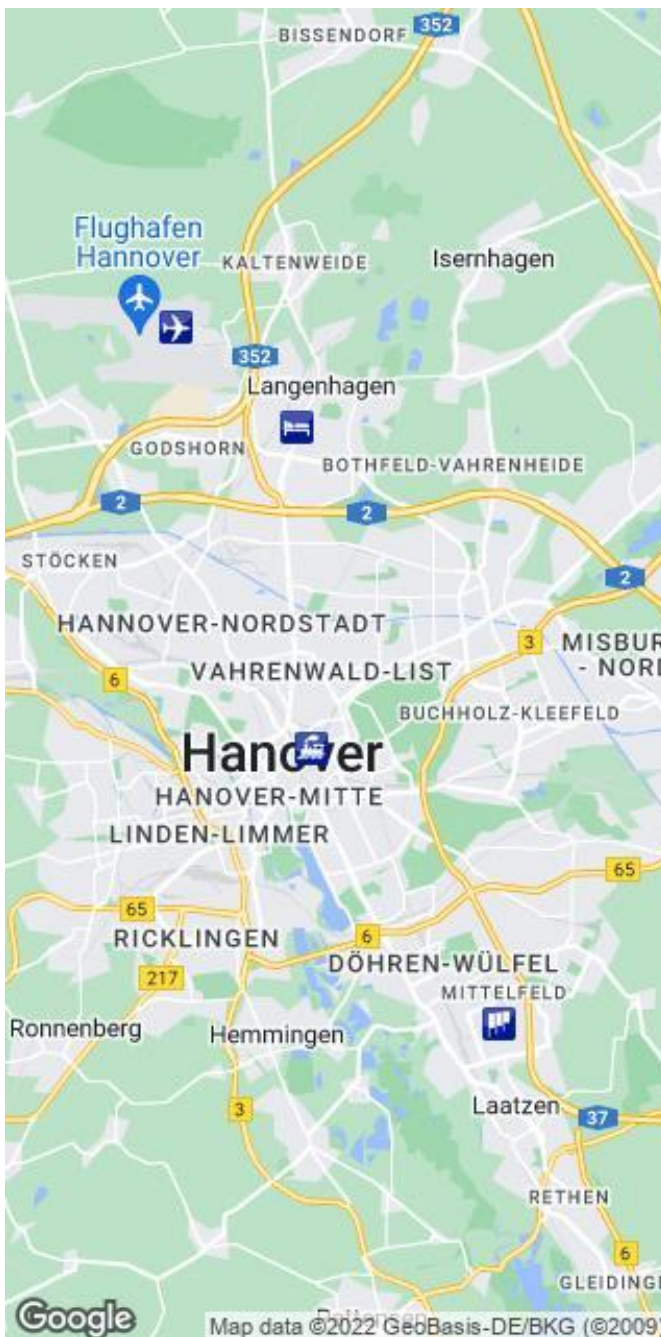 352
BISSENDORF
Flughafen
Hannover
KALTENWEIDE
Isernhagen
352
Langenhagen
GODSHORN
BOTHFELD-VAHRENHEIDE
2
2
STÖCKEN
2
HANNOVER-NORDSTADT
3
MISBUR
- NORD
VAHRENWALD-LIST
6
BUCHHOLZ-KLEEFELD
Hanover
HANOVER-MITTE
LINDEN-LIMMER
65
65
RICKLINGEN
6
DÖHREN-WÜLFEL
217
MITTELFELD
Ronnenberg
Hemmingen
3
Laatzen
37
RETHEN
6
GLEIDINGE
Google
Map data ©2022 GeoBasis-DE/BKG (©2009)